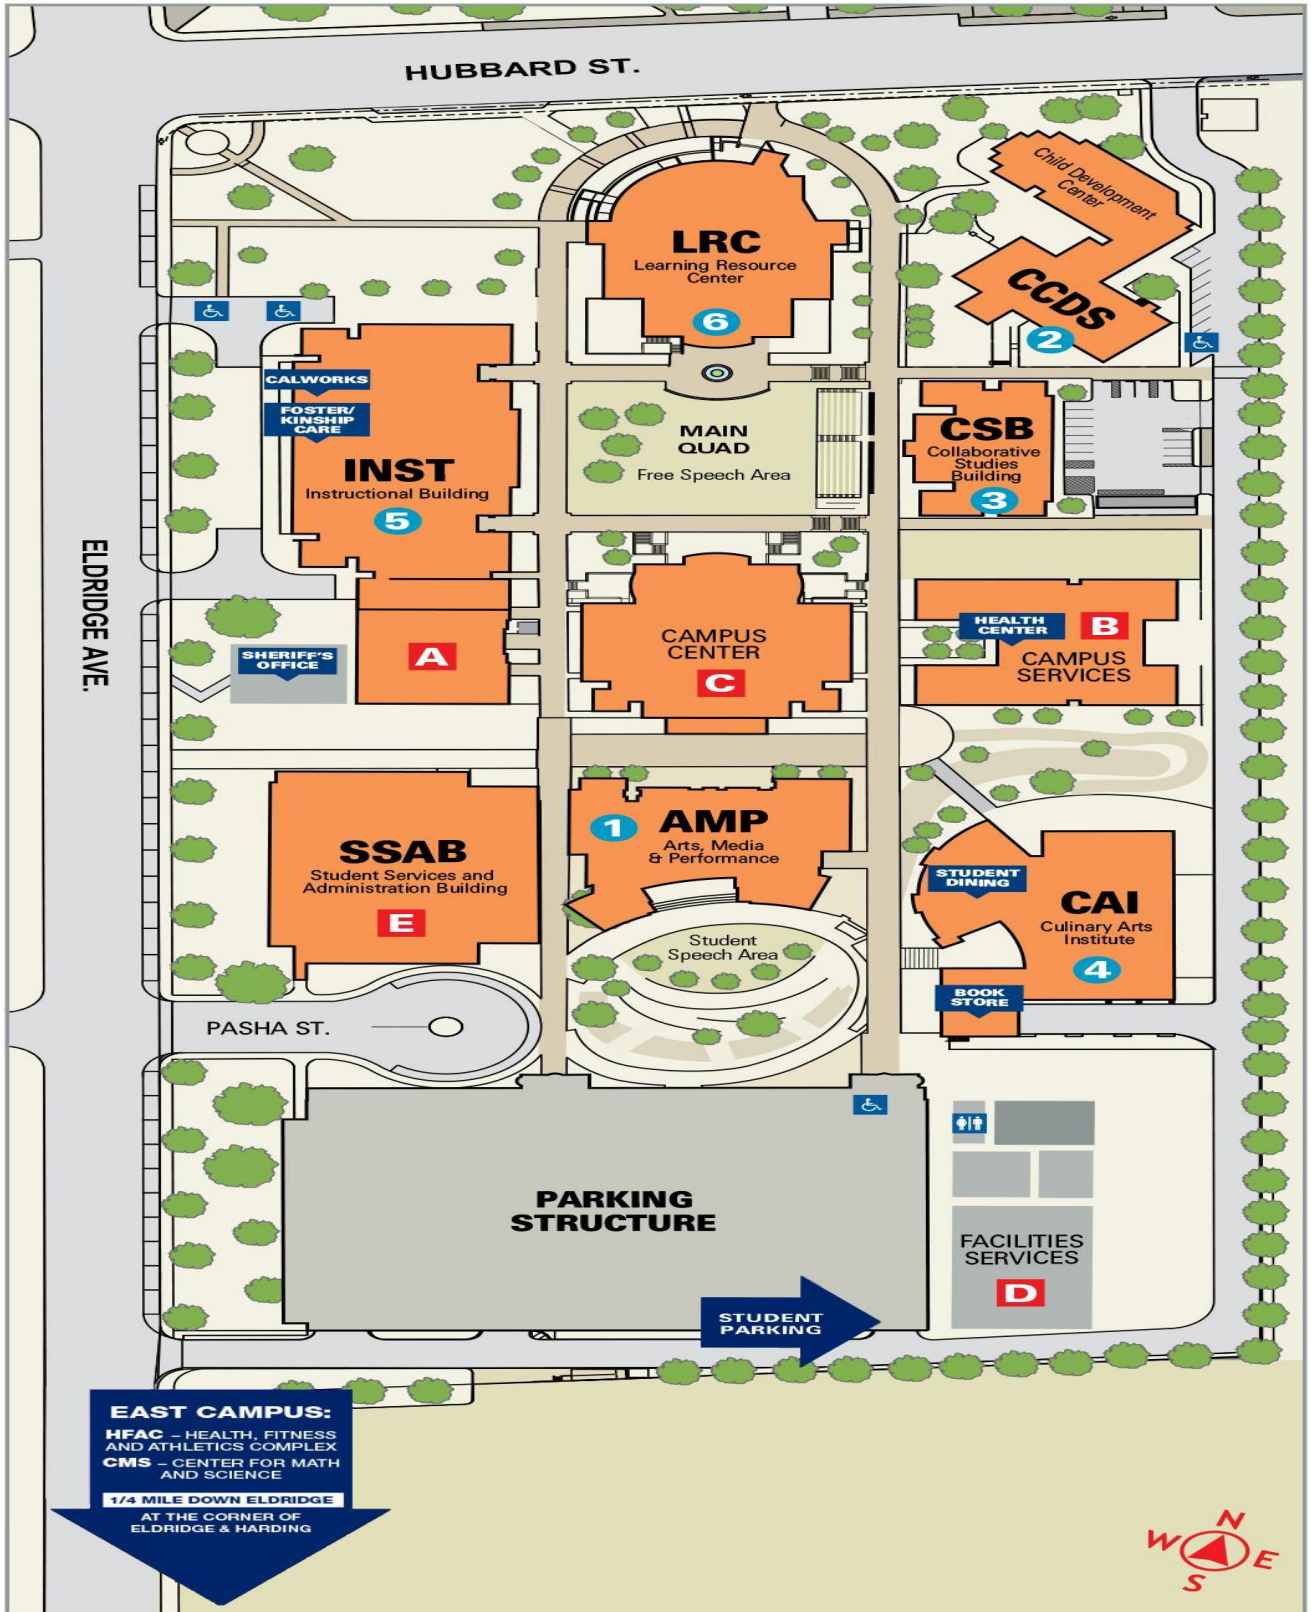 HUBBARD ST.
Child Development
Center
LRC
Learning Resource
Center
6
CCDS
2
CALWORKS
FOSTER/
KINSHIP
CARE
INST
Instructional Building
5
MAIN
QUAD
Free Speech Area
CSB
Collaborative
Studies
Building
3
ELDRIDGE AVE.
SHERIFF'S
OFFICE
A
CAMPUS
CENTER
C
HEALTH
CENTER
B
CAMPUS
SERVICES
SSAB
Student Services and
Administration Building
E
1
AMP
Arts, Media
& Performance
Student
Speech Area
STUDENT
DINING
CAI
Culinary Arts
Institute
4
BOOK
STORE
PASHA ST.
PARKING
STRUCTURE
FACILITIES
SERVICES
D
STUDENT
PARKING
EAST CAMPUS:
HFAC – HEALTH, FITNESS
AND ATHLETICS COMPLEX
CMS – CENTER FOR MATH
AND SCIENCE
1/4 MILE DOWN ELDRIDGE
AT THE CORNER OF
ELDRIDGE & HARDING
N
W
E
S